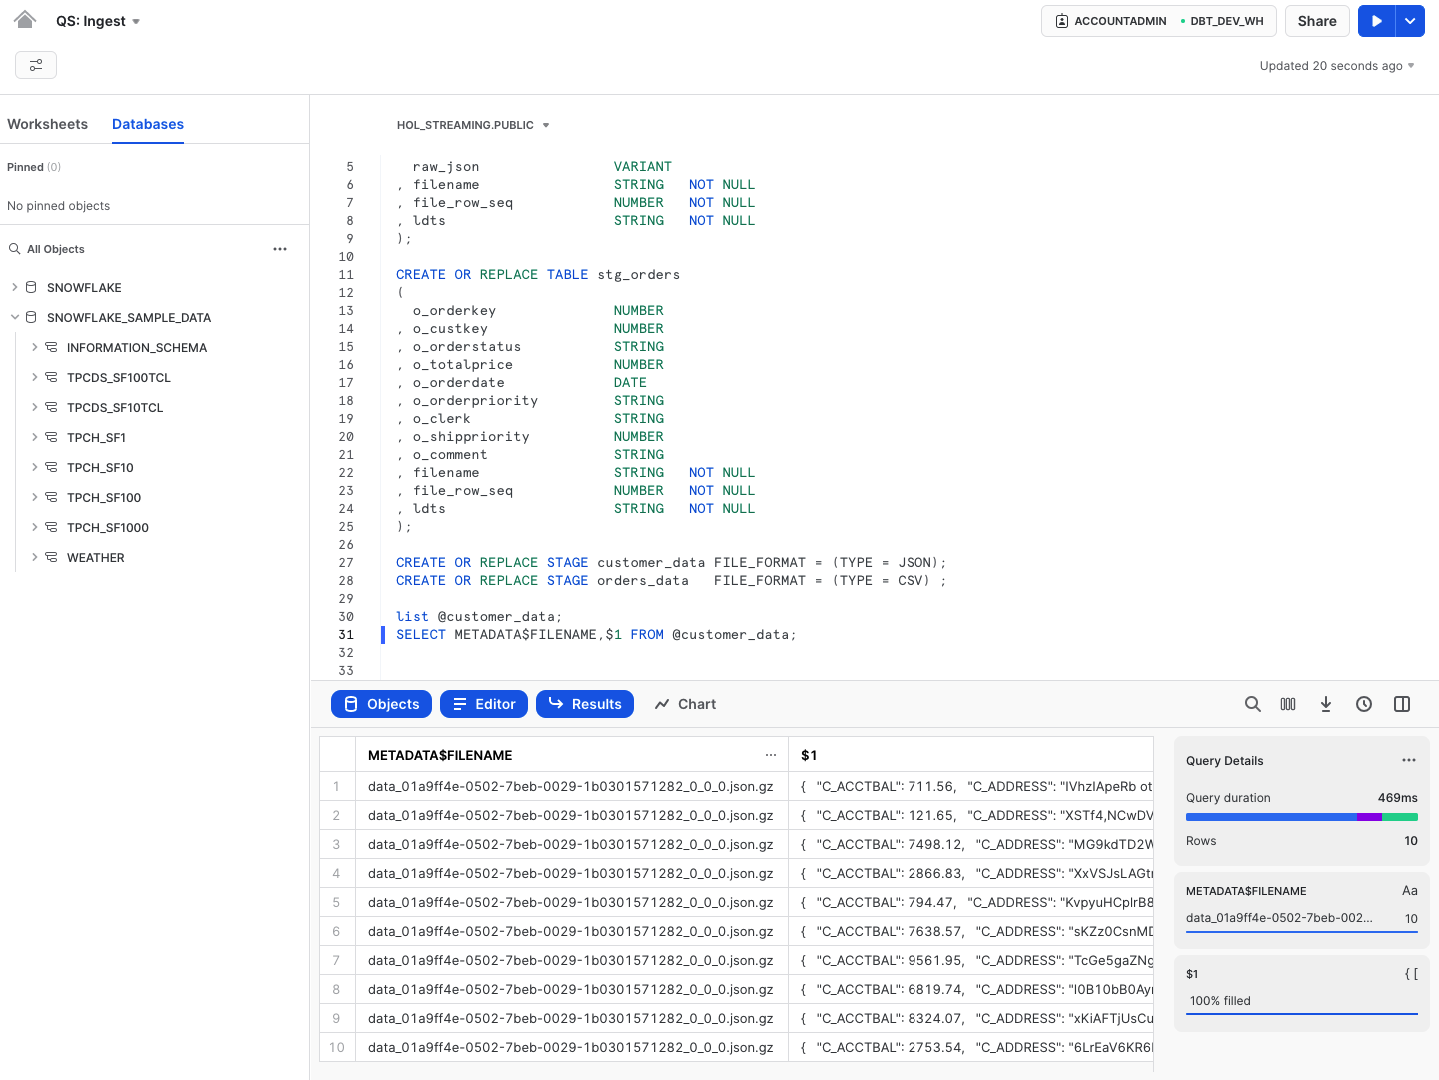 QS: Ingest
ACCOUNTADMIN DBT_DEV_WH
Share
Updated 20 seconds ago
Worksheets Databases
Pinned (0)
No pinned objects
All Objects
SNOWFLAKE
SNOWFLAKE_SAMPLE_DATA
INFORMATION_SCHEMA
TPCDS_SF100TCL
TPCDS_SF10TCL
TPCH_SF1
TPCH_SF10
TPCH_SF100
TPCH_SF1000
WEATHER
HOL_STREAMING.PUBLIC
5 raw_json VARIANT
6 , filename STRING NOT NULL
7 , file_row_seq NUMBER NOT NULL
8 , ldts STRING NOT NULL
9 );
10
11 CREATE OR REPLACE TABLE stg_orders
12 (
13 o_orderkey NUMBER
14 , o_custkey NUMBER
15 , o_orderstatus STRING
16 , o_totalprice NUMBER
17 , o_orderdate DATE
18 , o_orderpriority STRING
19 , o_clerk STRING
20 , o_shippriority NUMBER
21 , o_comment STRING
22 , filename STRING NOT NULL
23 , file_row_seq NUMBER NOT NULL
24 , ldts STRING NOT NULL
25 );
26
27 CREATE OR REPLACE STAGE customer_data FILE_FORMAT = (TYPE = JSON);
28 CREATE OR REPLACE STAGE orders_data FILE_FORMAT = (TYPE = CSV) ;
29
30 list @customer_data;
31 SELECT METADATA$FILENAME,$1 FROM @customer_data;
32
33
Objects Editor Results Chart
METADATA$FILENAME ... $1
1 data_01a9ff4e-0502-7beb-0029-1b0301571282_0_0_0.json.gz { "C_ACCTBAL": 711.56, "C_ADDRESS": "IVhzIApeRb ot
2 data_01a9ff4e-0502-7beb-0029-1b0301571282_0_0_0.json.gz { "C_ACCTBAL": 121.65, "C_ADDRESS": "XSTf4,NCwDV
3 data_01a9ff4e-0502-7beb-0029-1b0301571282_0_0_0.json.gz { "C_ACCTBAL": 7498.12, "C_ADDRESS": "MG9kdTD2W
4 data_01a9ff4e-0502-7beb-0029-1b0301571282_0_0_0.json.gz { "C_ACCTBAL": 2866.83, "C_ADDRESS": "XxVSJsLAGtr
5 data_01a9ff4e-0502-7beb-0029-1b0301571282_0_0_0.json.gz { "C_ACCTBAL": 794.47, "C_ADDRESS": "KvpyuHCplrB8
6 data_01a9ff4e-0502-7beb-0029-1b0301571282_0_0_0.json.gz { "C_ACCTBAL": 7638.57, "C_ADDRESS": "sKZz0CsnMD
7 data_01a9ff4e-0502-7beb-0029-1b0301571282_0_0_0.json.gz { "C_ACCTBAL": 9561.95, "C_ADDRESS": "TcGe5gaZNg
8 data_01a9ff4e-0502-7beb-0029-1b0301571282_0_0_0.json.gz { "C_ACCTBAL": 6819.74, "C_ADDRESS": "I0B10bB0Ayr
9 data_01a9ff4e-0502-7beb-0029-1b0301571282_0_0_0.json.gz { "C_ACCTBAL": 8324.07, "C_ADDRESS": "xKiAFTjUsCu
10 data_01a9ff4e-0502-7beb-0029-1b0301571282_0_0_0.json.gz { "C_ACCTBAL": 2753.54, "C_ADDRESS": "6LrEaV6KR6
Query Details
Query duration 469ms
Rows 10
METADATA$FILENAME Aa
data_01a9ff4e-0502-7beb-002... 10
$1 { [
100% filled